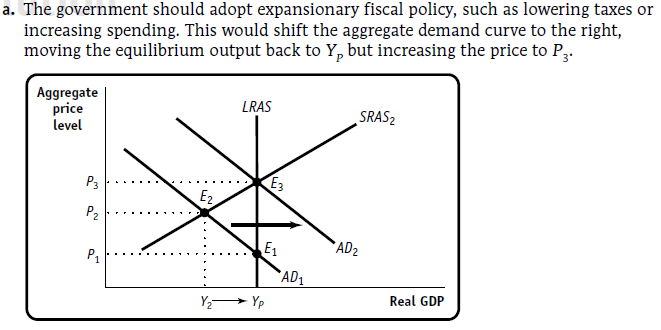 a. The government should adopt expansionary fiscal policy, such as lowering taxes or
increasing spending. This would shift the aggregate demand curve to the right,
moving the equilibrium output back to Yp but increasing the price to P3.
Aggregate
price
level
LRAS
SRAS2
P3
E3
E2
P2
P1
E1
AD2
AD1
Y2
Yp
Real GDP